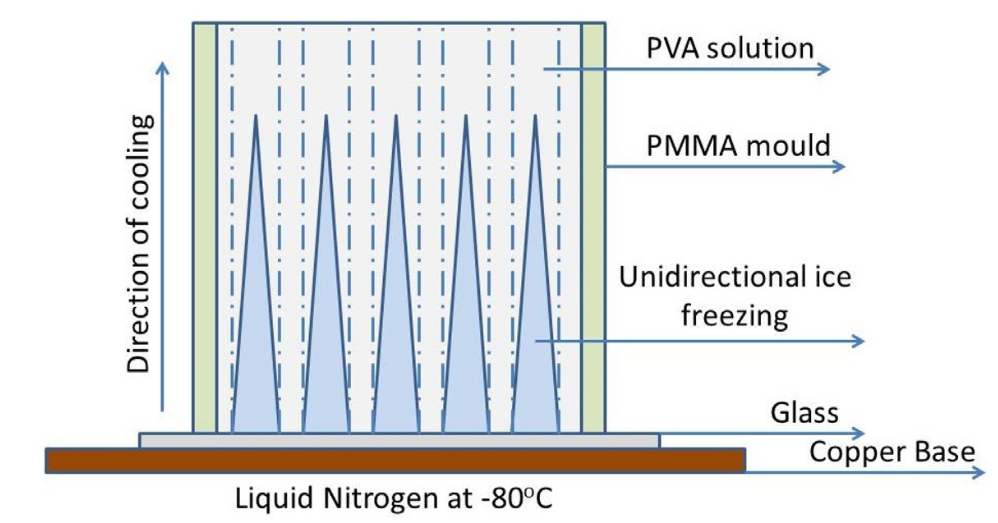 PVA solution
PMMA mould
Direction of cooling
Unidirectional ice
freezing
Glass
Copper Base
Liquid Nitrogen at -80°C